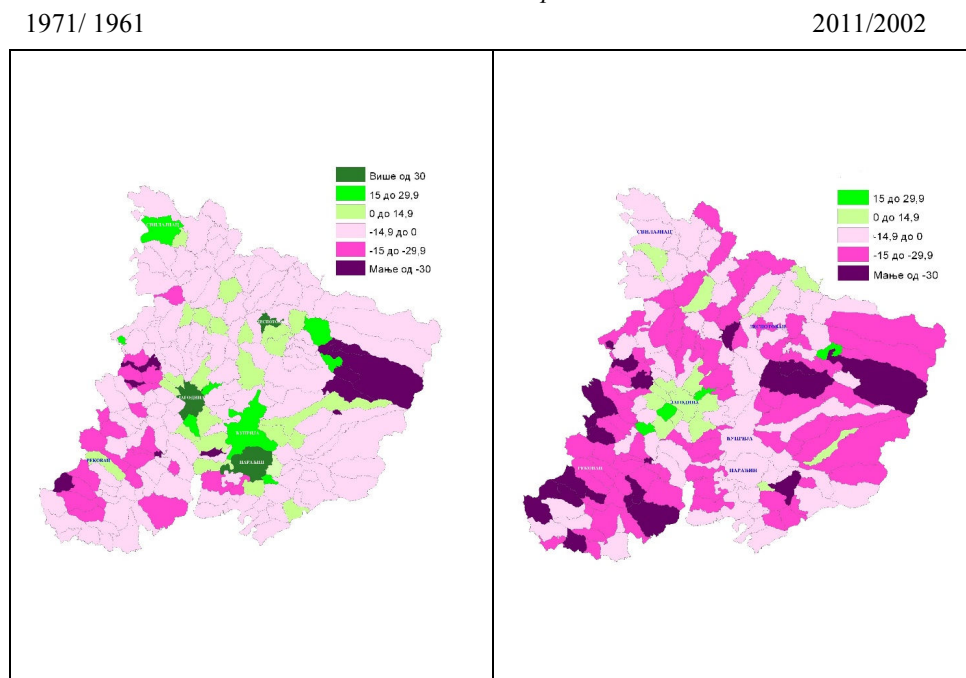 1971/ 1961
2011/2002
Више од 30
15 до 29,9
0 до 14,9
-14,9 до 0
-15 до -29,9
Мање од -30
СВИЛАЈНАЦ
ДЕСПОТОВАЦ
ЈАГОДИНА
ЋУПРИЈА
ПАРАЋИН
РЕКОВАЦ
15 до 29,9
0 до 14,9
-14,9 до 0
-15 до -29,9
Мање од -30
СВИЛАЈНАЦ
ДЕСПОТОВАЦ
ЈАГОДИНА
ЋУПРИЈА
ПАРАЋИН
РЕКОВАЦ